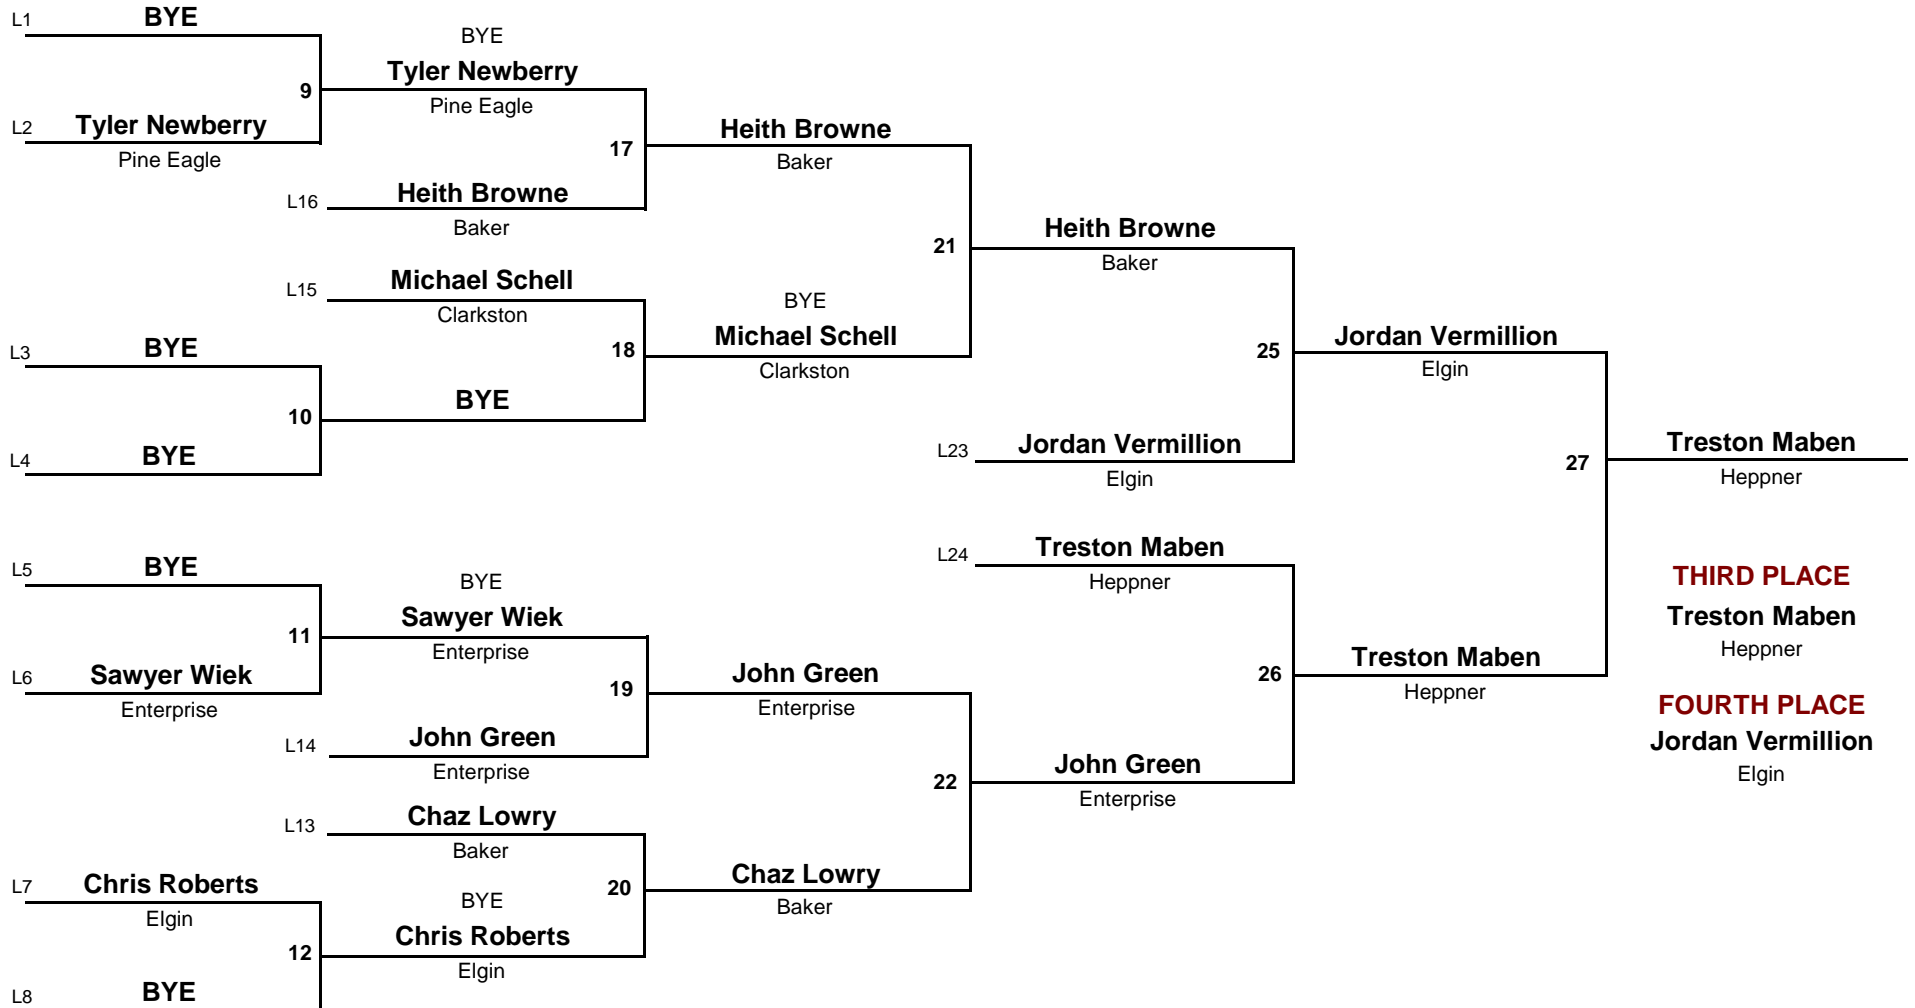 L1
BYE
BYE
Tyler Newberry
9
Pine Eagle
L2
Tyler Newberry
Pine Eagle
17
Heith Browne
Baker
L16
Heith Browne
Baker
21
Heith Browne
Baker
L15
Michael Schell
Clarkston
BYE
Michael Schell
Clarkston
18
L3
BYE
10
BYE
L4
BYE
25
Jordan Vermillion
Elgin
L23
Jordan Vermillion
Elgin
27
Treston Maben
Heppner
L5
BYE
BYE
Sawyer Wiek
Enterprise
11
L6
Sawyer Wiek
Enterprise
19
John Green
Enterprise
L14
John Green
Enterprise
L24
Treston Maben
Heppner
26
Treston Maben
Heppner
22
John Green
Enterprise
L13
Chaz Lowry
Baker
20
Chaz Lowry
Baker
L7
Chris Roberts
Elgin
BYE
Chris Roberts
Elgin
12
L8
BYE
THIRD PLACE
Treston Maben
Heppner
FOURTH PLACE
Jordan Vermillion
Elgin